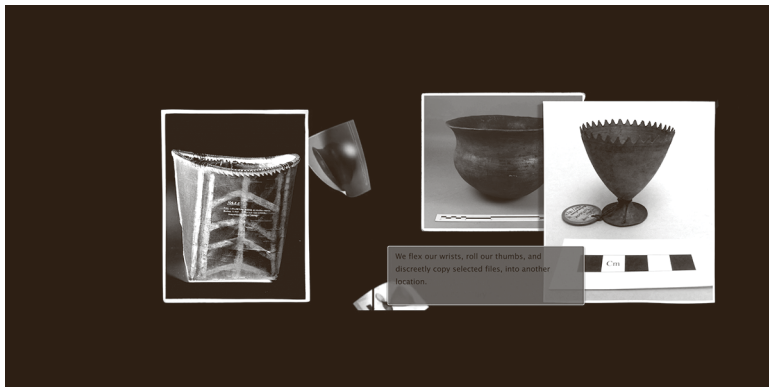 We flex our wrists, roll our thumbs, and
discreetly copy selected files, into another
location.
Cm